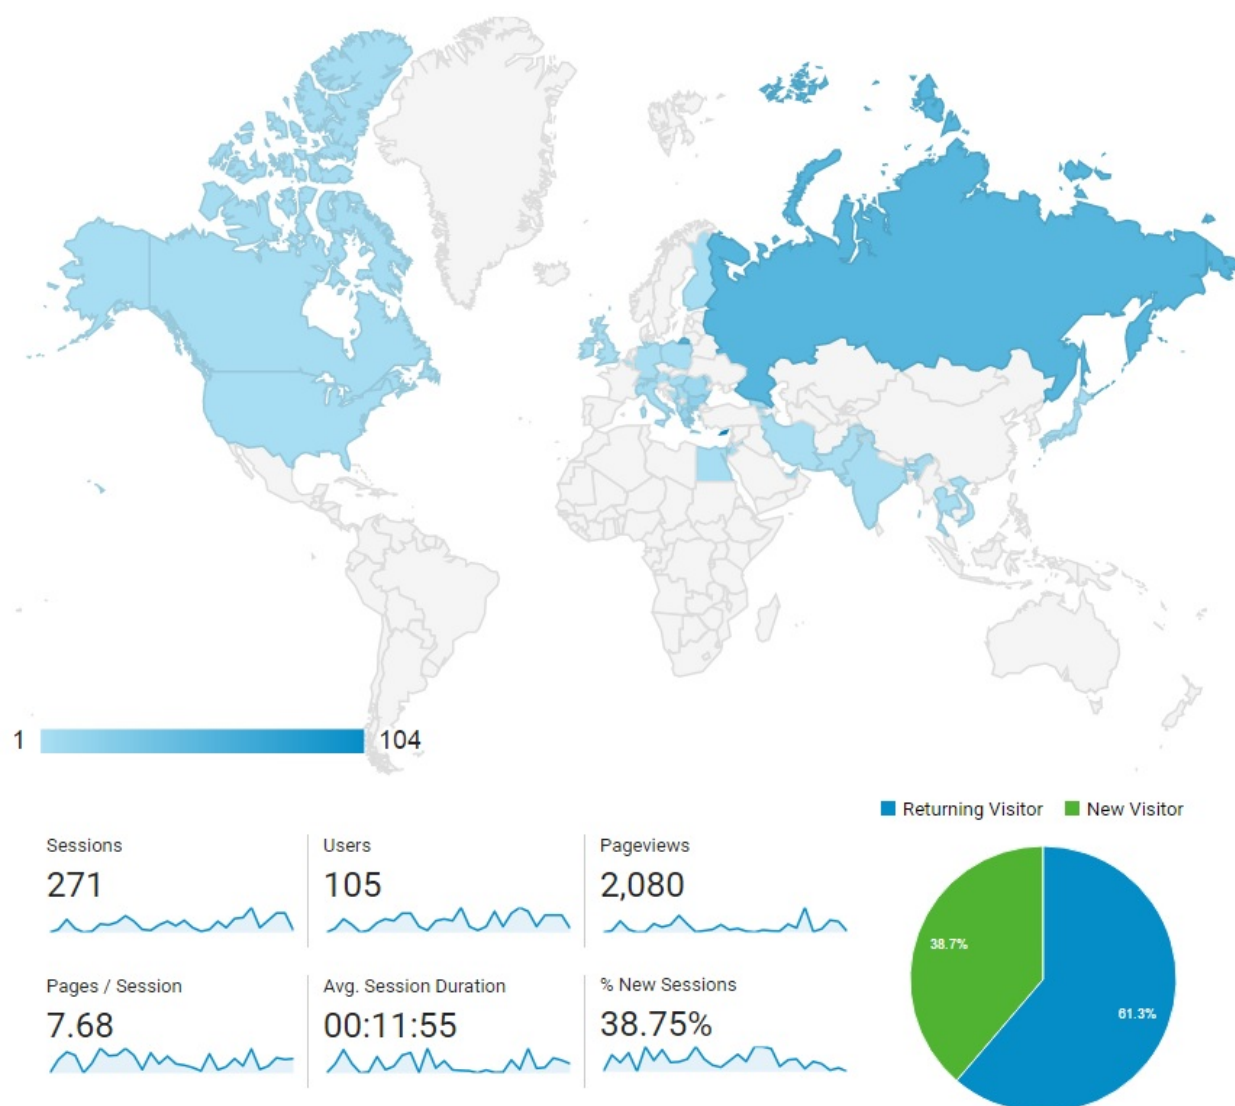 1 104
Returning Visitor New Visitor
Sessions
271
Users
105
Pageviews
2,080
Pages / Session
7.68
Avg. Session Duration
00:11:55
% New Sessions
38.75%
38.7%
61.3%